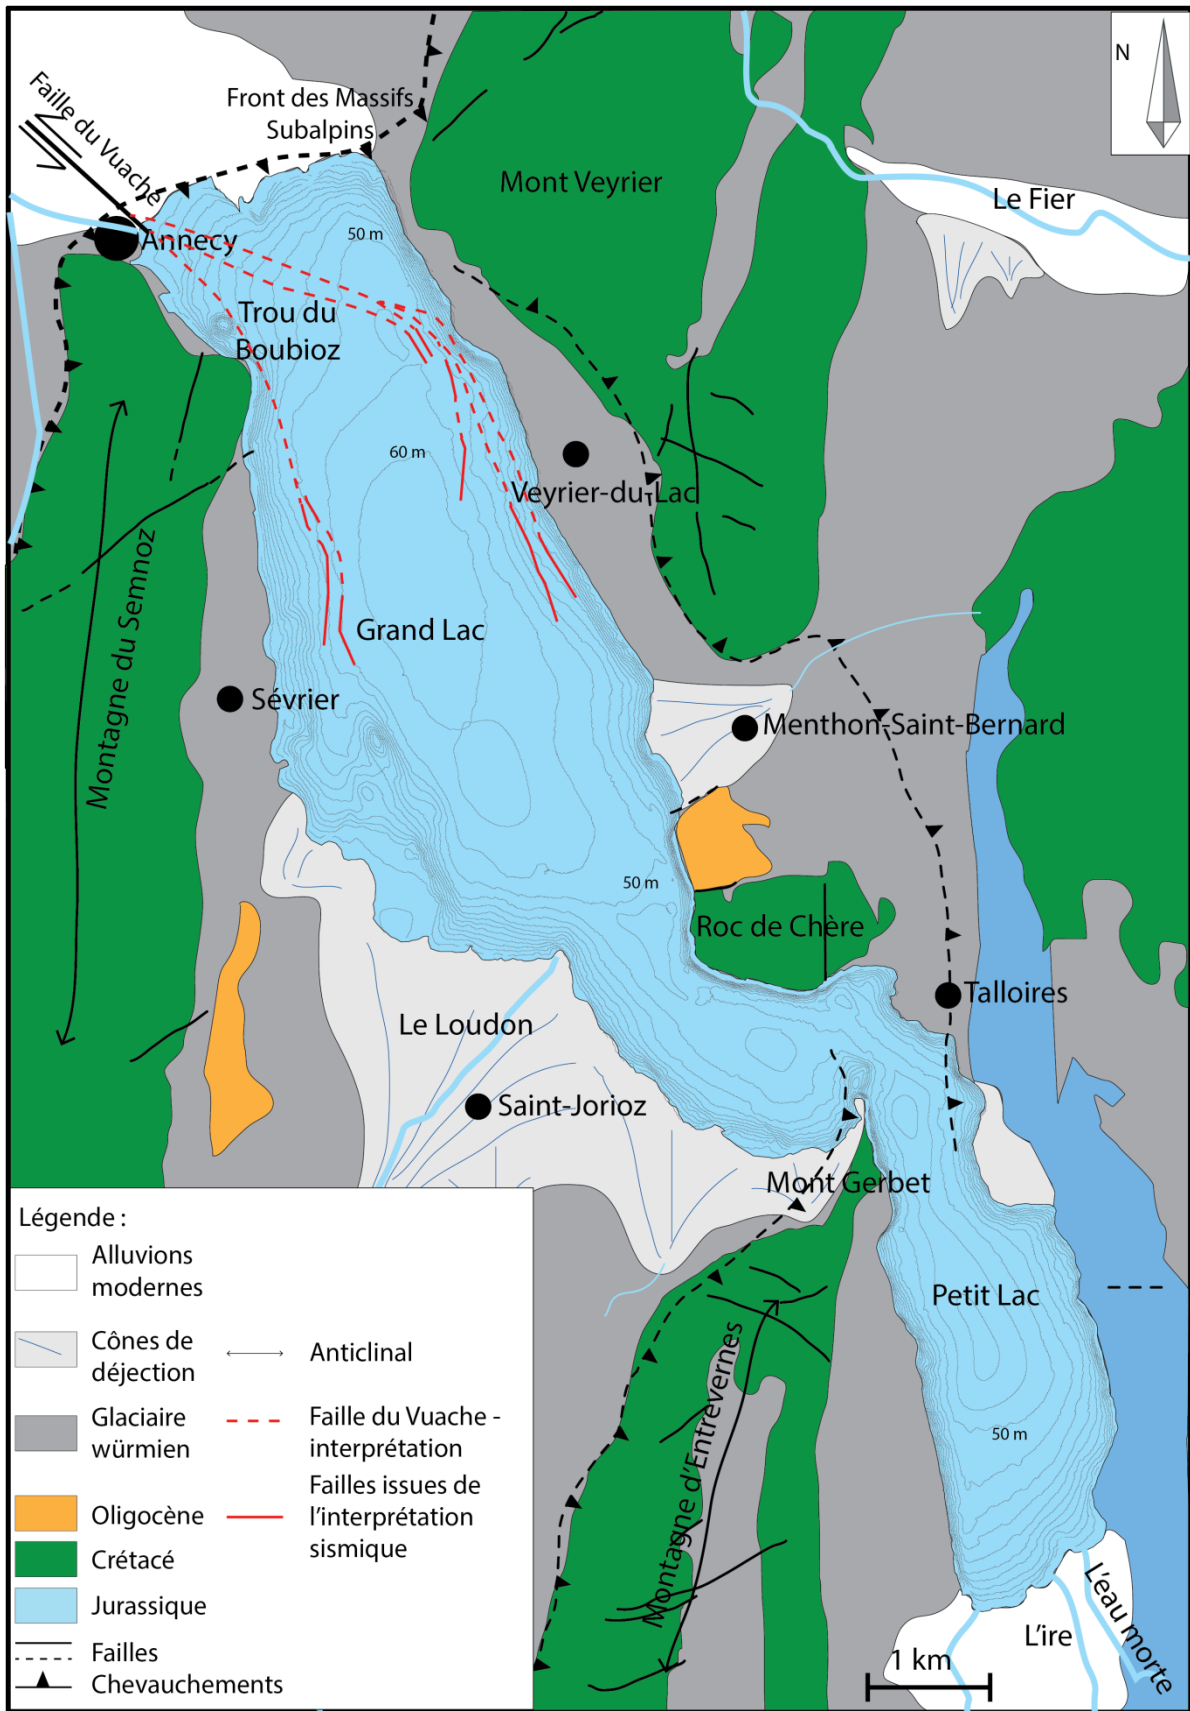 N
Faille du Vuache
Front des Massifs
Subalpins
Mont Veyrier
Le Fier
50 m
Annecy
Trou du
Boubioz
60 m
Veyrier-du-Lac
Montagne du Semnoz
Grand Lac
Sévrier
Menthon-Saint-Bernard
50 m
Roc de Chère
Talloires
Le Loudon
Saint-Jorioz
Mont Gerbet
Petit Lac
Montagne d'Entrevernes
50 m
L'ire
L'eau morte
1 km
Légende :
Alluvions
modernes
Cônes de
déjection
Glaciaire
würmien
Oligocène
Crétacé
Jurassique
Failles
Chevauchements
Anticlinal
Faille du Vuache -
interprétation
Failles issues de
l'interprétation
sismique